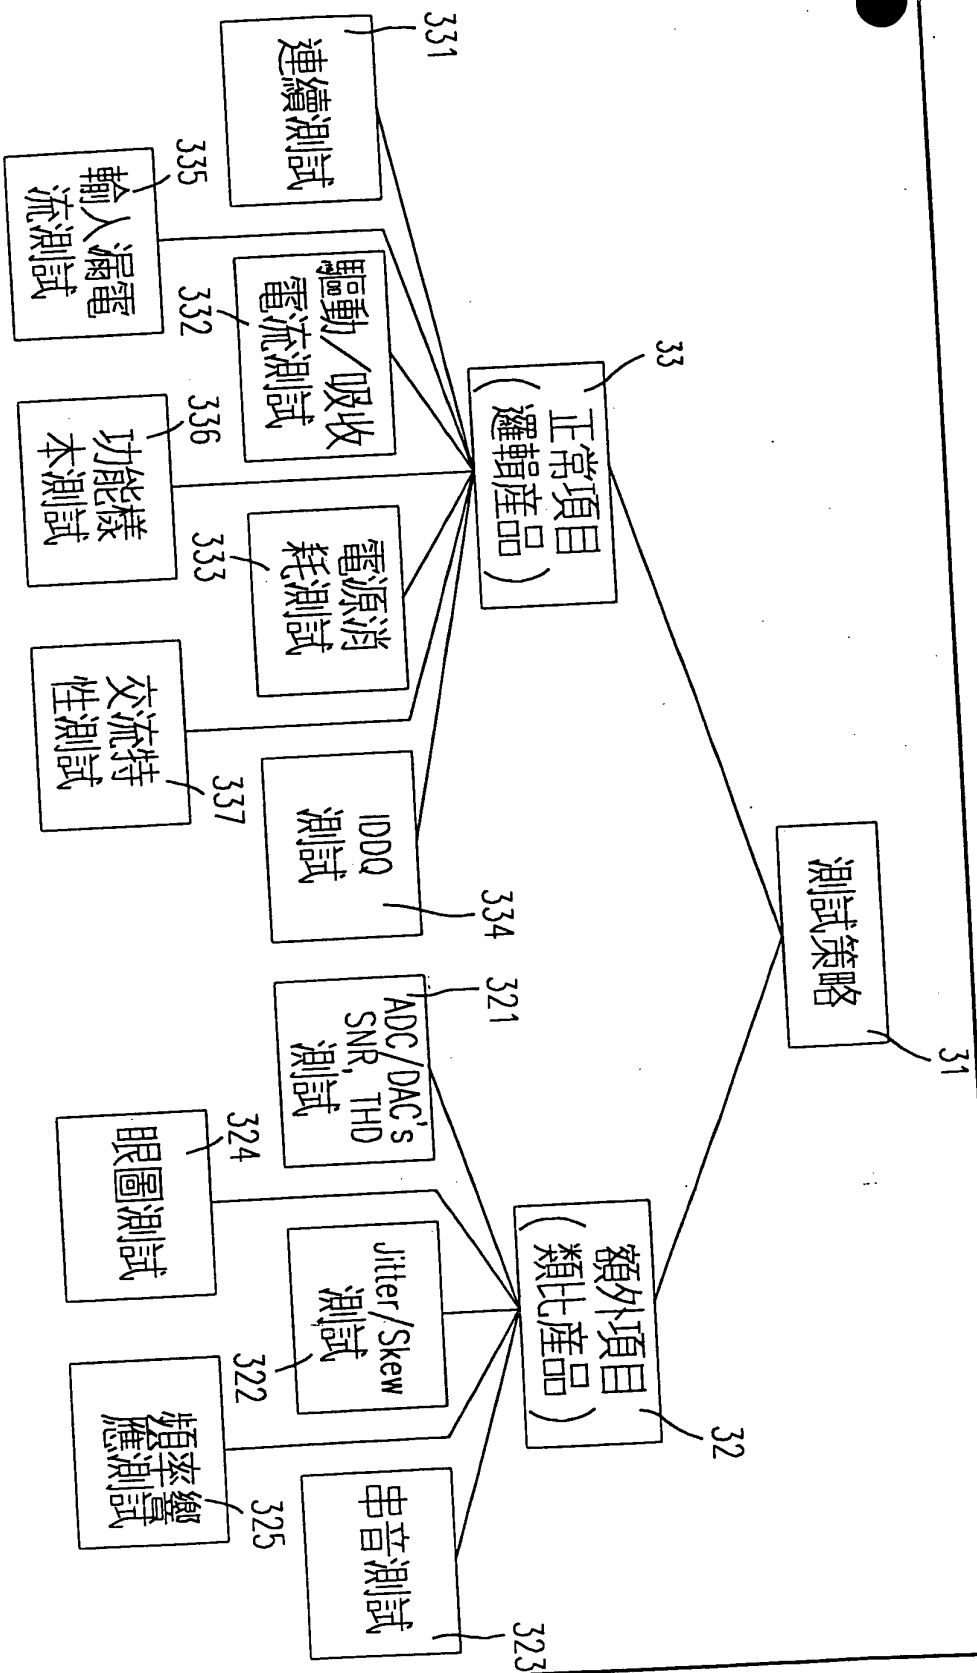 測試策略
31
33
正常項目
(邏輯產品)
額外項目
(類比產品)
32
331
連續測試
驅動/吸收
電流測試
332
電源消
耗測試
333
IDDQ
測試
334
321
ADC/DAC's
SNR, THD
測試
Jitter/Skew
測試
322
串音測試
323
335
輸入漏電
流測試
336
功能樣
本測試
交流特
性測試
337
324
眼圖測試
頻率響
應測試
325